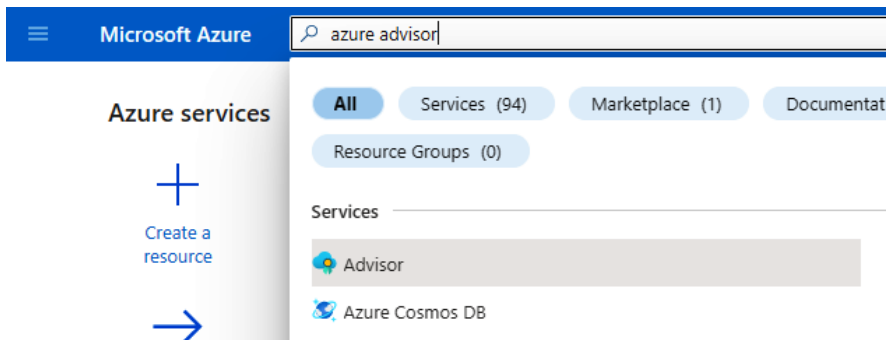 Microsoft Azure
azure advisor
Azure services
All
Services (94)
Marketplace (1)
Documentat
Resource Groups (0)
Services
Create a
resource
Advisor
Azure Cosmos DB